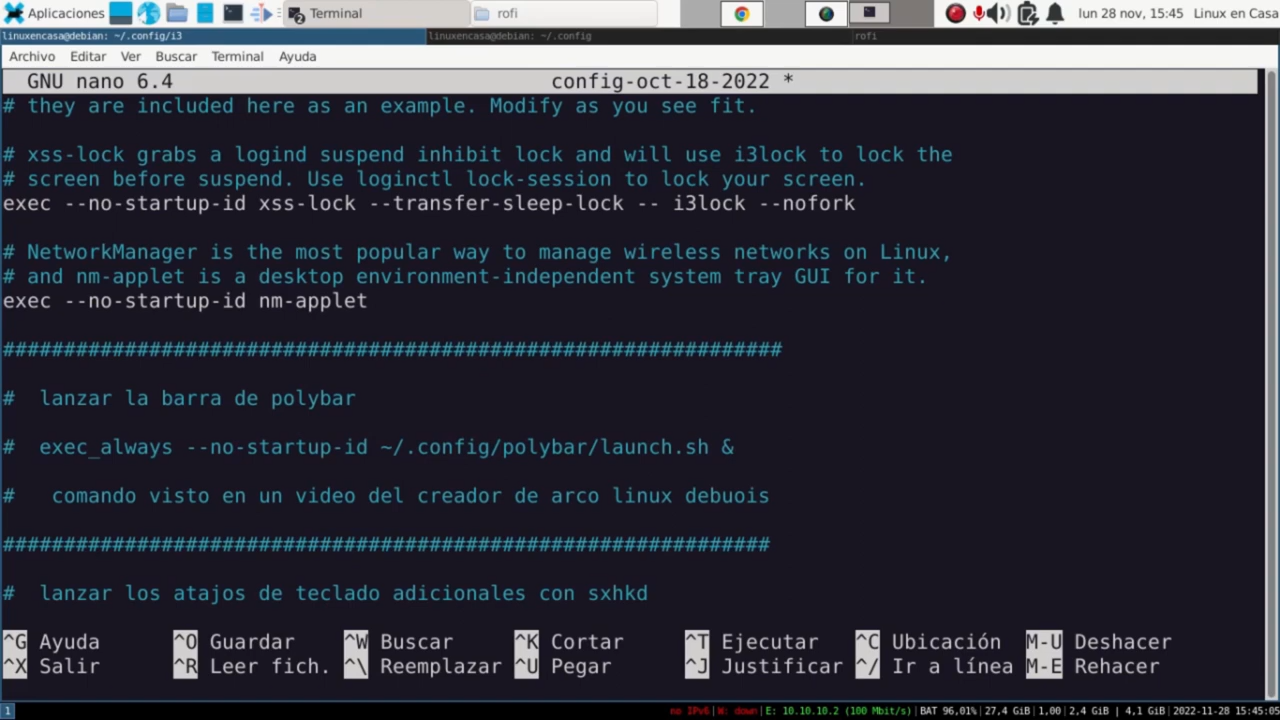 Aplicaciones Terminal rofi lun 28 nov, 15:45 Linux en Casa
linuxencasa@debian: ~/.config/i3 linuxencasa@debian: ~/.config rofi
Archivo Editar Ver Buscar Terminal Ayuda
GNU nano 6.4 config-oct-18-2022 *
# they are included here as an example. Modify as you see fit.
# xss-lock grabs a logind suspend inhibit lock and will use i3lock to lock the
# screen before suspend. Use loginctl lock-session to lock your screen.
exec --no-startup-id xss-lock --transfer-sleep-lock -- i3lock --nofork
# NetworkManager is the most popular way to manage wireless networks on Linux,
# and nm-applet is a desktop environment-independent system tray GUI for it.
exec --no-startup-id nm-applet
################################################################
#  lanzar la barra de polybar
#  exec_always --no-startup-id ~/.config/polybar/launch.sh &
#   comando visto en un video del creador de arco linux debuois
###############################################################
#  lanzar los atajos de teclado adicionales con sxhkd
^G Ayuda ^O Guardar ^W Buscar ^K Cortar ^T Ejecutar ^C Ubicación M-U Deshacer
^X Salir ^R Leer fich. ^\ Reemplazar ^U Pegar ^J Justificar ^/ Ir a línea M-E Rehacer
1 no IPv6|W: down|E: 10.10.10.2 (100 Mbit/s)|BAT 96,01%|27,4 GiB|1,00|2,4 GiB | 4,1 GiB|2022-11-28 15:45:05